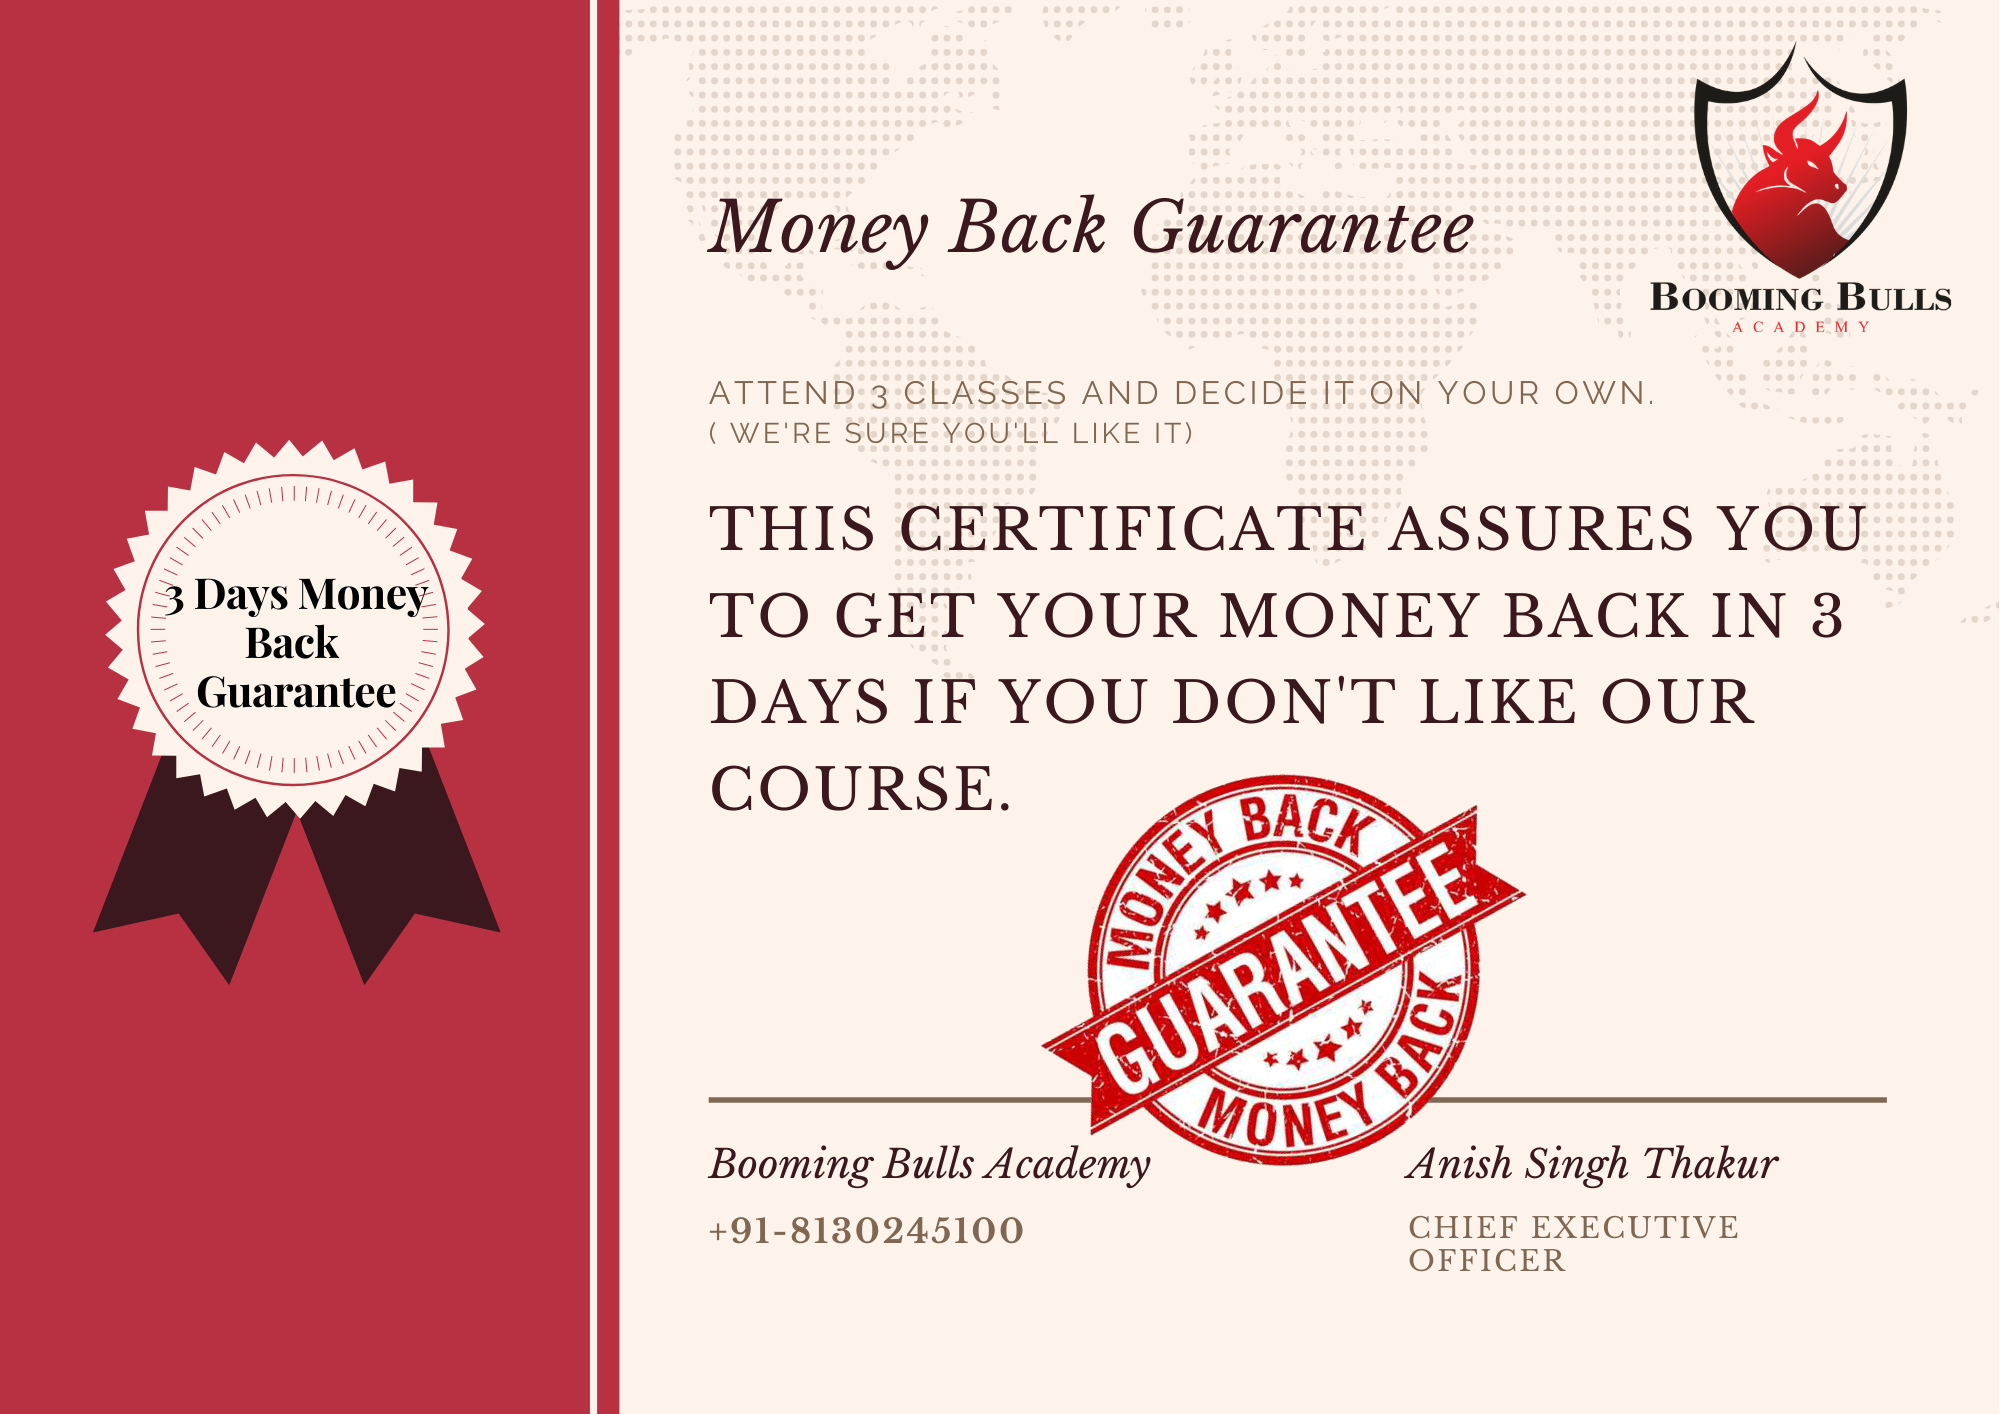 Money Back Guarantee
BOOMING BULLS
ACADEMY
ATTEND 3 CLASSES AND DECIDE IT ON YOUR OWN.
( WE'RE SURE YOU'LL LIKE IT)
THIS CERTIFICATE ASSURES YOU
TO GET YOUR MONEY BACK IN 3
DAYS IF YOU DON'T LIKE OUR
COURSE.
3 Days Money
Back
Guarantee
MONEY BACK
GUARANTEE
MONEY BACK
Booming Bulls Academy
+91-8130245100
Anish Singh Thakur
CHIEF EXECUTIVE
OFFICER